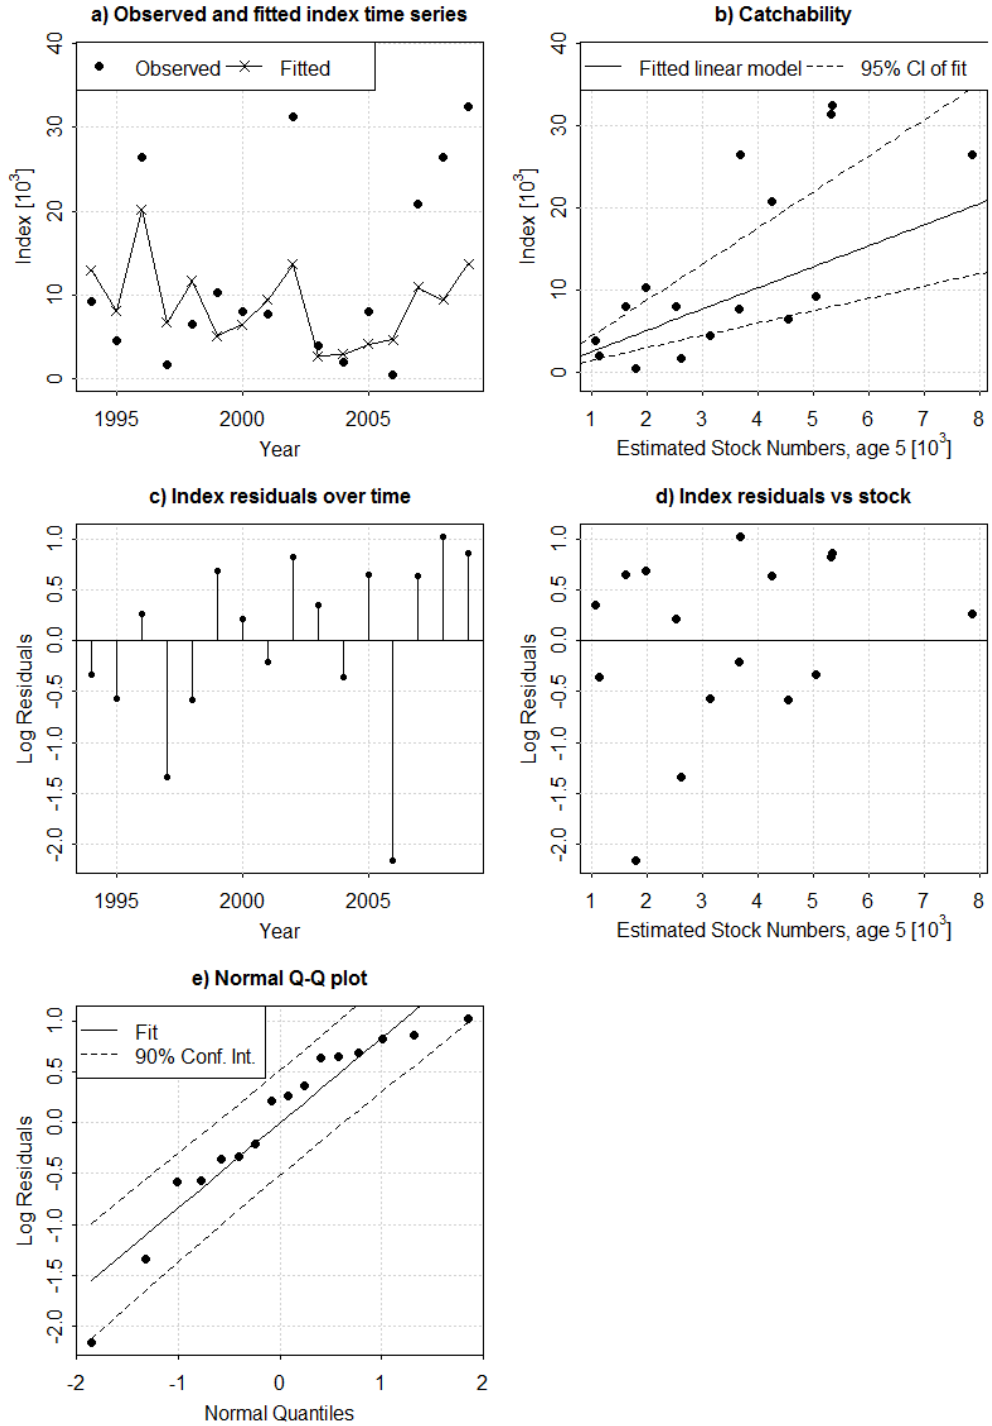 a) Observed and fitted index time series
Observed Fitted
40
30
20
10
0
Index [10³]
1995 2000 2005
Year
b) Catchability
Fitted linear model 95% CI of fit
40
30
20
10
0
Index [10³]
1 2 3 4 5 6 7 8
Estimated Stock Numbers, age 5 [10³]
c) Index residuals over time
1.0
0.5
0.0
-0.5
-1.0
-1.5
-2.0
Log Residuals
1995 2000 2005
Year
d) Index residuals vs stock
1.0
0.5
0.0
-0.5
-1.0
-1.5
-2.0
Log Residuals
1 2 3 4 5 6 7 8
Estimated Stock Numbers, age 5 [10³]
e) Normal Q-Q plot
Fit
90% Conf. Int.
1.0
0.5
0.0
-0.5
-1.0
-1.5
-2.0
Log Residuals
-2 -1 0 1 2
Normal Quantiles